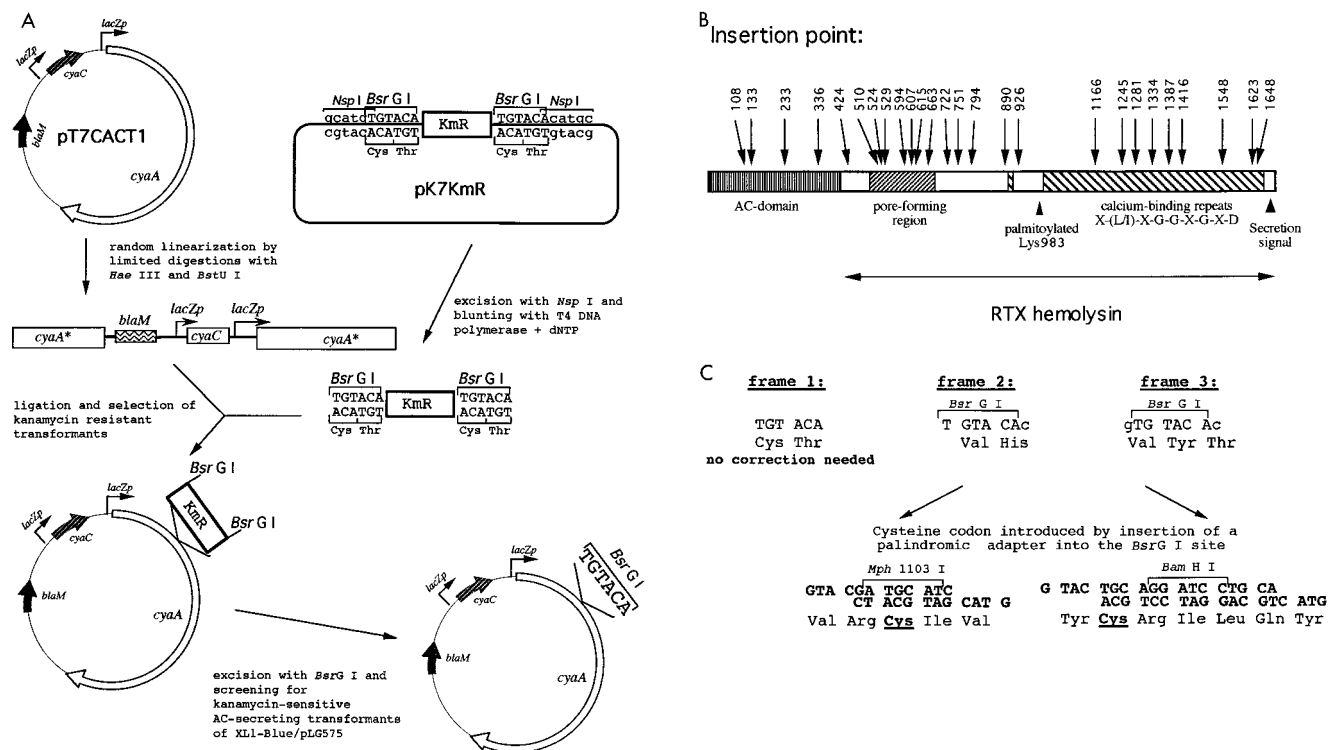 A
lacZp
lacZp
cyaC
blaM
pT7CACT1
cyaA
Nsp I
Bsr G I
Bsr G I
Nsp I
gcatcTGTACA
KmR
TGTACAcatgc
cgtacACATGT
ACATGTgtacg
Cys Thr
Cys Thr
pK7KmR
random linearization by
limited digestions with
Hae III and BstU I
excision with Nsp I and
blunting with T4 DNA
polymerase + dNTP
cyaA*
blaM
lacZp
cyaC
lacZp
cyaA*
ligation and selection of
kanamycin resistant
transformants
Bsr G I
Bsr G I
TGTACA
KmR
TGTACA
ACATGT
ACATGT
Cys Thr
Cys Thr
Bsr G I
KmR
Bsr G I
lacZp
lacZp
cyaC
blaM
cyaA
excision with BsrG I and
screening for
kanamycin-sensitive
AC-secreting transformants
of XL1-Blue/pLG575
lacZp
lacZp
cyaC
blaM
cyaA
Bsr G I
TGTACA
B
Insertion point:
108 133 233 336 424 510 524 529 594 607 615 663 722 751 794 890 926 1166 1245 1281 1334 1387 1416 1548 1623 1648
AC-domain
pore-forming
region
palmitoylated
Lys983
calcium-binding repeats
X-(L/I)-X-G-G-X-G-X-D
Secretion
signal
RTX hemolysin
C
frame 1:
TGT ACA
Cys Thr
no correction needed
frame 2:
Bsr G I
T GTA CAc
Val His
frame 3:
Bsr G I
gTG TAC Ac
Val Tyr Thr
Cysteine codon introduced by insertion of a
palindromic adapter into the BsrG I site
Mph 1103 I
GTA CGA TGC ATC
CT ACG TAG CAT G
Val Arg Cys Ile Val
Bam H I
G TAC TGC AGG ATC CTG CA
ACG TCC TAG GAC GTC ATG
Tyr Cys Arg Ile Leu Gln Tyr